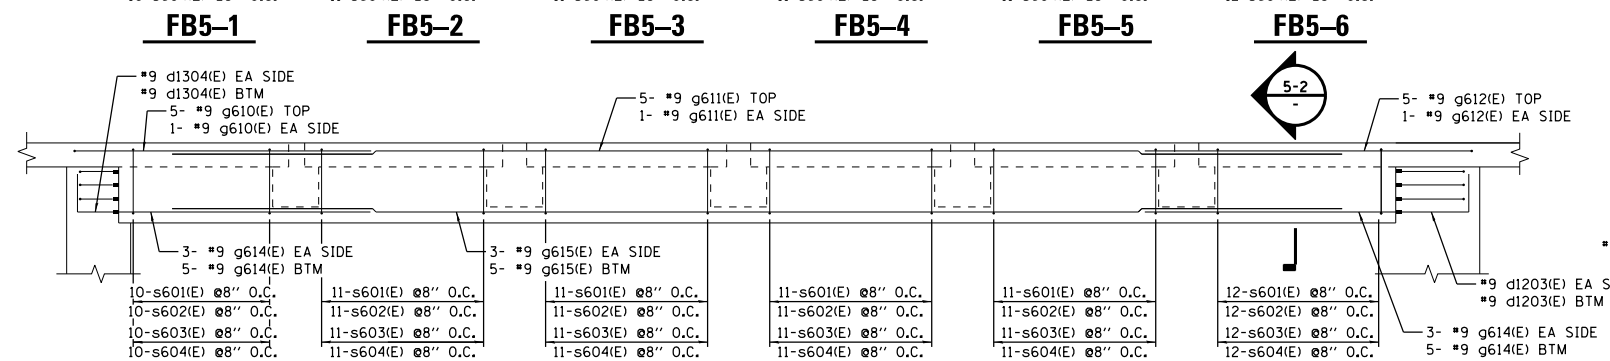 FB5–1 FB5–2 FB5–3 FB5–4 FB5–5 FB5–6
#9 d1304(E) EA SIDE
#9 d1304(E) BTM
5- #9 g610(E) TOP
1- #9 g610(E) EA SIDE
5- #9 g611(E) TOP
1- #9 g611(E) EA SIDE
5-2
-
5- #9 g612(E) TOP
1- #9 g612(E) EA SIDE
3- #9 g614(E) EA SIDE
5- #9 g614(E) BTM
3- #9 g615(E) EA SIDE
5- #9 g615(E) BTM
#
#9 d1203(E) EA S
#9 d1203(E) BTM
3- #9 g614(E) EA SIDE
5- #9 g614(E) BTM
10-s601(E) @8'' O.C. 11-s601(E) @8'' O.C. 11-s601(E) @8'' O.C. 11-s601(E) @8'' O.C. 11-s601(E) @8'' O.C. 12-s601(E) @8'' O.C.
10-s602(E) @8'' O.C. 11-s602(E) @8'' O.C. 11-s602(E) @8'' O.C. 11-s602(E) @8'' O.C. 11-s602(E) @8'' O.C. 12-s602(E) @8'' O.C.
10-s603(E) @8'' O.C. 11-s603(E) @8'' O.C. 11-s603(E) @8'' O.C. 11-s603(E) @8'' O.C. 11-s603(E) @8'' O.C. 12-s603(E) @8'' O.C.
10-s604(E) @8'' O.C. 11-s604(E) @8'' O.C. 11-s604(E) @8'' O.C. 11-s604(E) @8'' O.C. 11-s604(E) @8'' O.C. 12-s604(E) @8'' O.C.